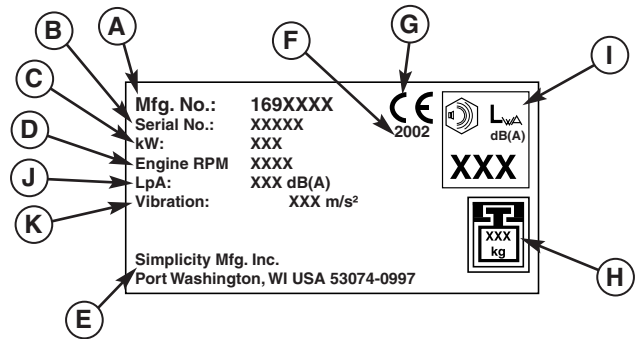 A
B
C
D
J
K
E
F
G
I
H
Mfg. No.: 169XXXX
Serial No.: XXXXX
kW: XXX
Engine RPM XXXX
LpA: XXX dB(A)
Vibration: XXX m/s²
Simplicity Mfg. Inc.
Port Washington, WI USA 53074-0997
CE
2002
LWA
dB(A)
XXX
XXX
kg